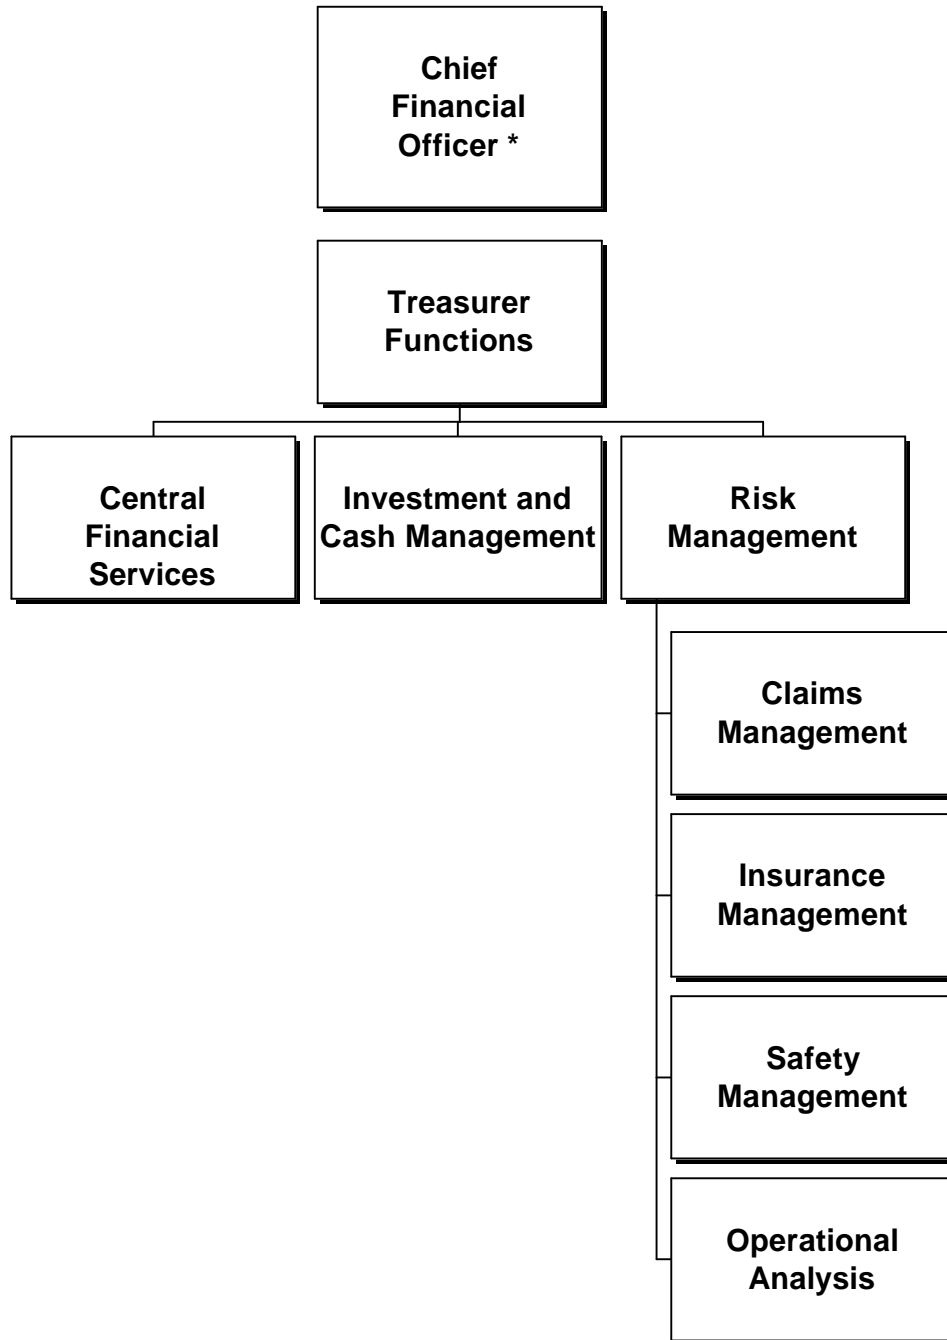 Chief
Financial
Officer *
Treasurer
Functions
Central
Financial
Services
Investment and
Cash Management
Risk
Management
Claims
Management
Insurance
Management
Safety
Management
Operational
Analysis